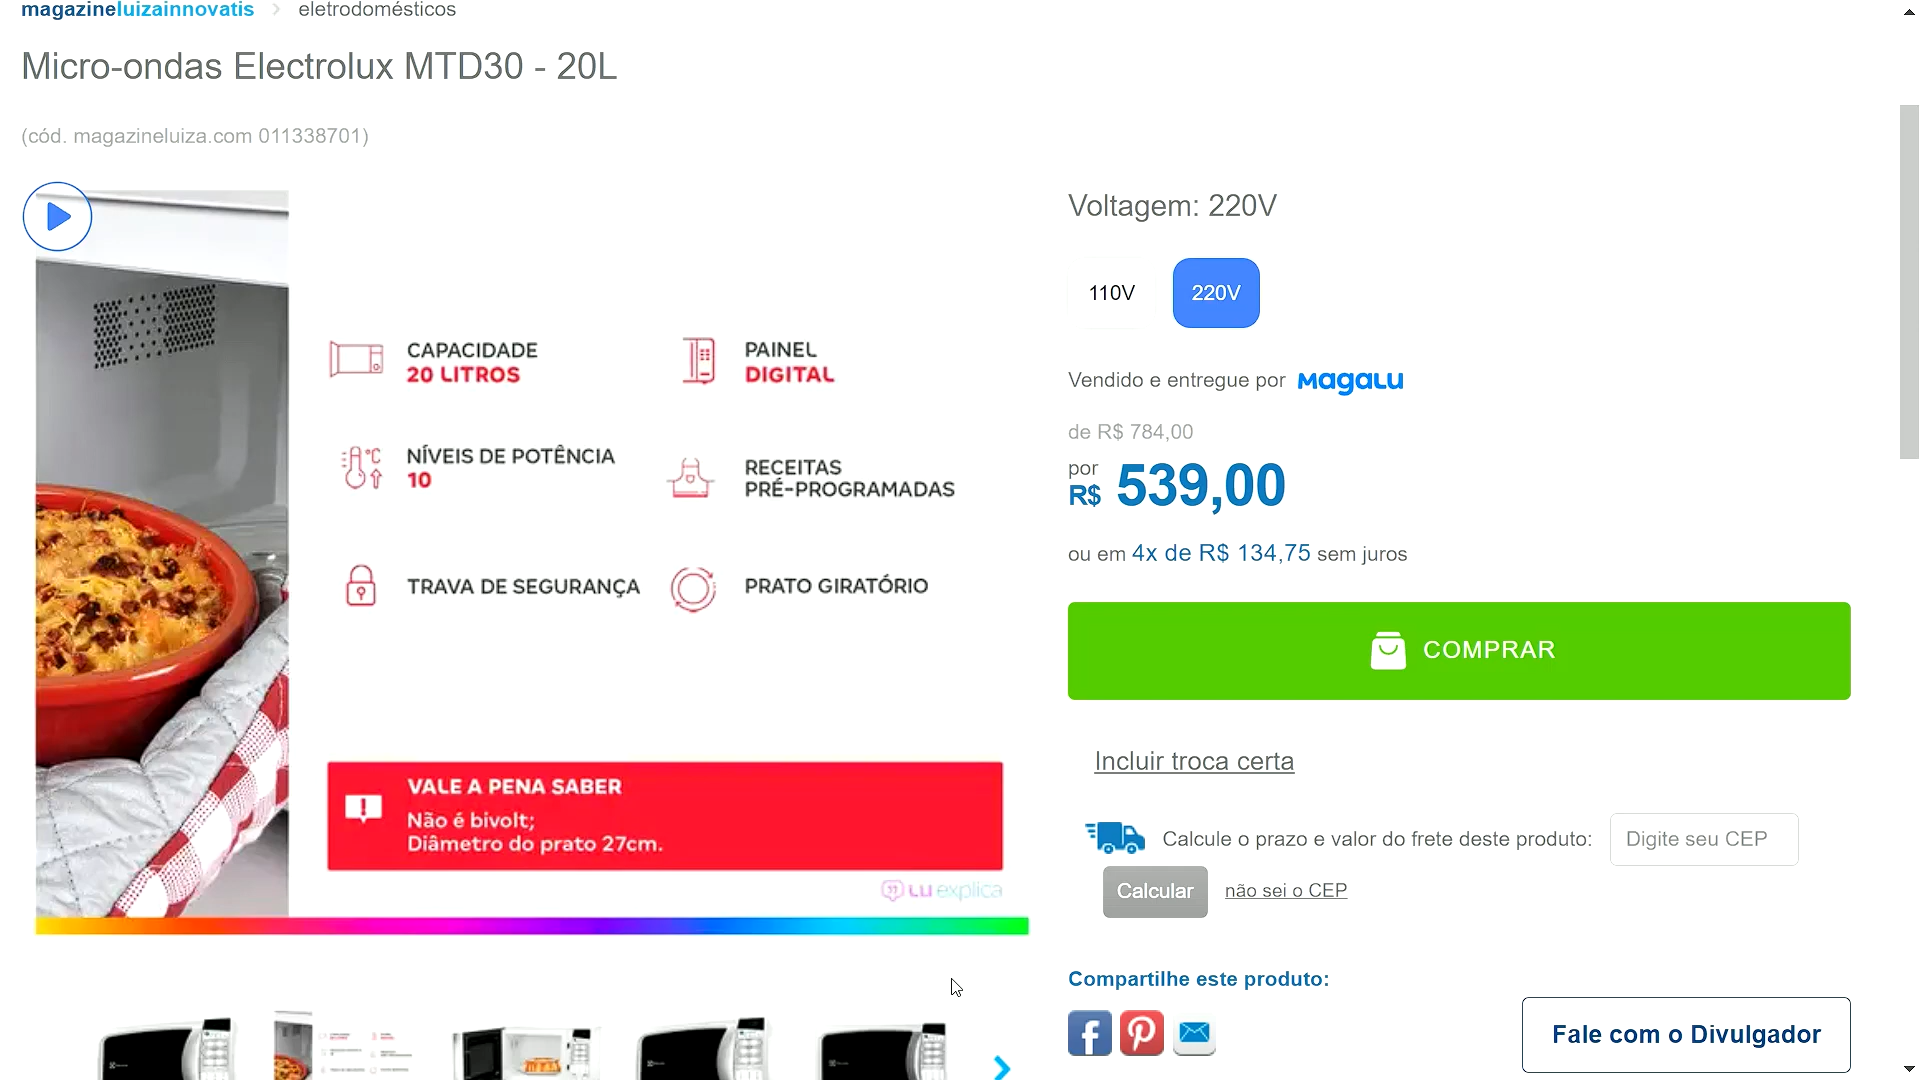 magazineluizainnovatis > eletrodomésticos
Micro-ondas Electrolux MTD30 - 20L
(cód. magazineluiza.com 011338701)
CAPACIDADE
20 LITROS
PAINEL
DIGITAL
NÍVEIS DE POTÊNCIA
10
RECEITAS
PRÉ-PROGRAMADAS
TRAVA DE SEGURANÇA
PRATO GIRATÓRIO
VALE A PENA SABER
Não é bivolt;
Diâmetro do prato 27cm.
Lu explica
Voltagem: 220V
110V
220V
Vendido e entregue por magalu
de R$ 784,00
por
R$ 539,00
ou em 4x de R$ 134,75 sem juros
COMPRAR
Incluir troca certa
Calcule o prazo e valor do frete deste produto:
Digite seu CEP
Calcular
não sei o CEP
Compartilhe este produto:
Fale com o Divulgador